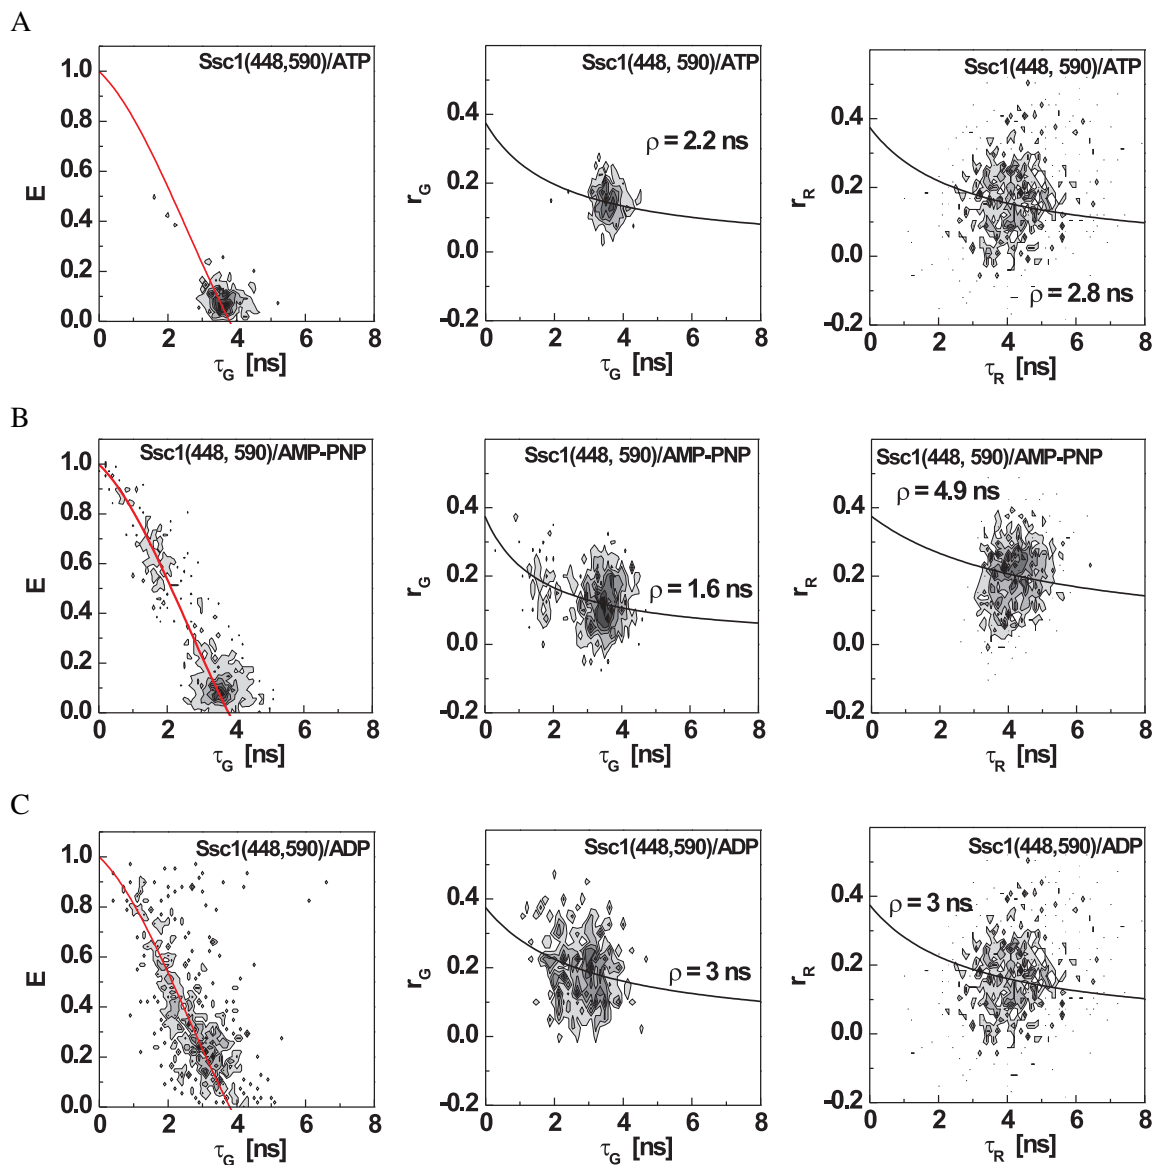 A
Ssc1(448,590)/ATP
E
1.0
0.8
0.6
0.4
0.2
0.0
0 2 4 6 8
τG [ns]
Ssc1(448, 590)/ATP
ρ = 2.2 ns
rG
0.4
0.2
0.0
-0.2
0 2 4 6 8
τG [ns]
Ssc1(448, 590)/ATP
ρ = 2.8 ns
rR
0.4
0.2
0.0
-0.2
0 2 4 6 8
τR [ns]
B
Ssc1(448, 590)/AMP-PNP
E
1.0
0.8
0.6
0.4
0.2
0.0
0 2 4 6 8
τG [ns]
Ssc1(448, 590)/AMP-PNP
ρ = 1.6 ns
rG
0.4
0.2
0.0
-0.2
0 2 4 6 8
τG [ns]
Ssc1(448, 590)/AMP-PNP
ρ = 4.9 ns
rR
0.4
0.2
0.0
-0.2
0 2 4 6 8
τR [ns]
C
Ssc1(448,590)/ADP
E
1.0
0.8
0.6
0.4
0.2
0.0
0 2 4 6 8
τG [ns]
Ssc1(448,590)/ADP
ρ = 3 ns
rG
0.4
0.2
0.0
-0.2
0 2 4 6 8
τG [ns]
Ssc1(448,590)/ADP
ρ = 3 ns
rR
0.4
0.2
0.0
-0.2
0 2 4 6 8
τR [ns]